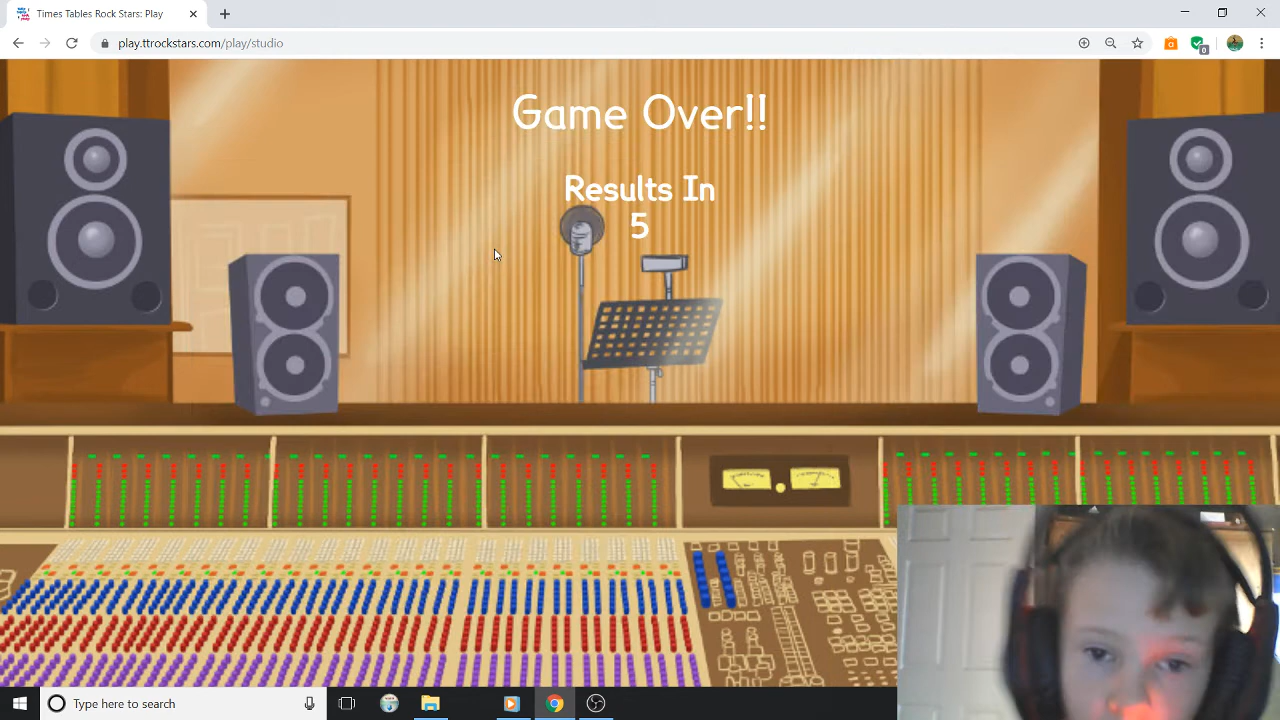 Times Tables Rock Stars: Play
play.ttrockstars.com/play/studio
0
Game Over!!
Results In
5
Type here to search